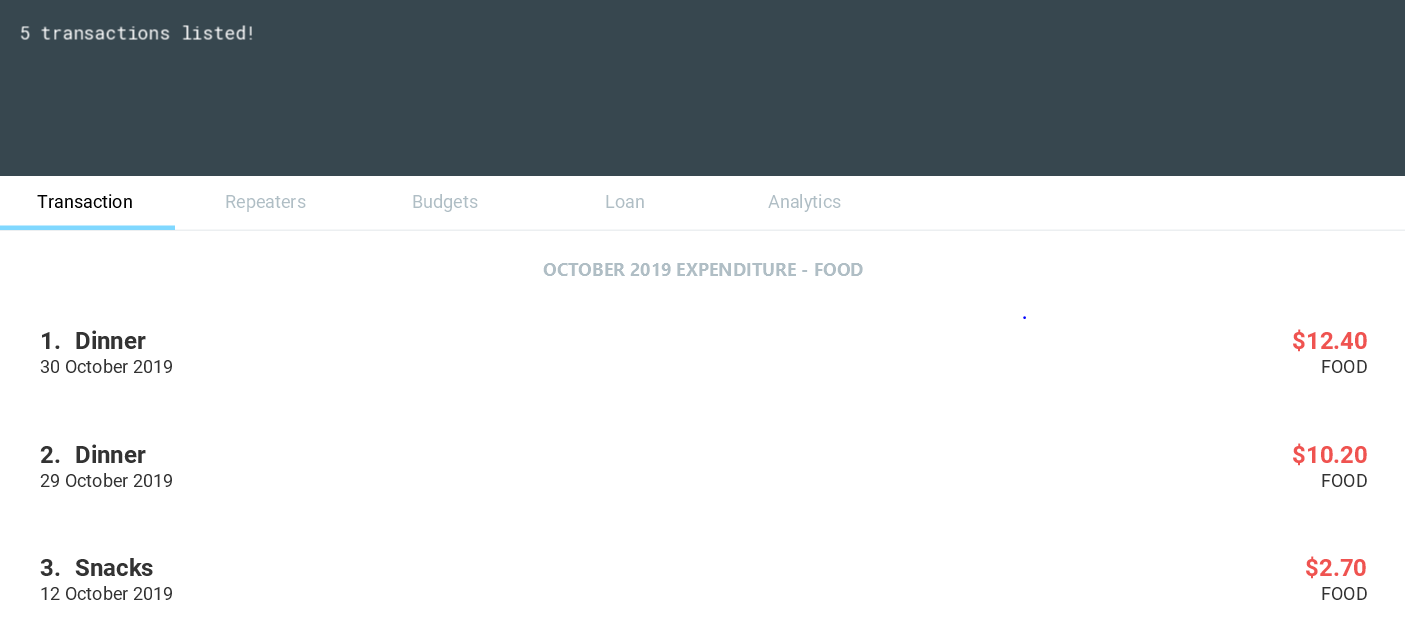 5 transactions listed!
Transaction Repeaters Budgets Loan Analytics
OCTOBER 2019 EXPENDITURE - FOOD
1. Dinner $12.40
30 October 2019 FOOD
2. Dinner $10.20
29 October 2019 FOOD
3. Snacks $2.70
12 October 2019 FOOD